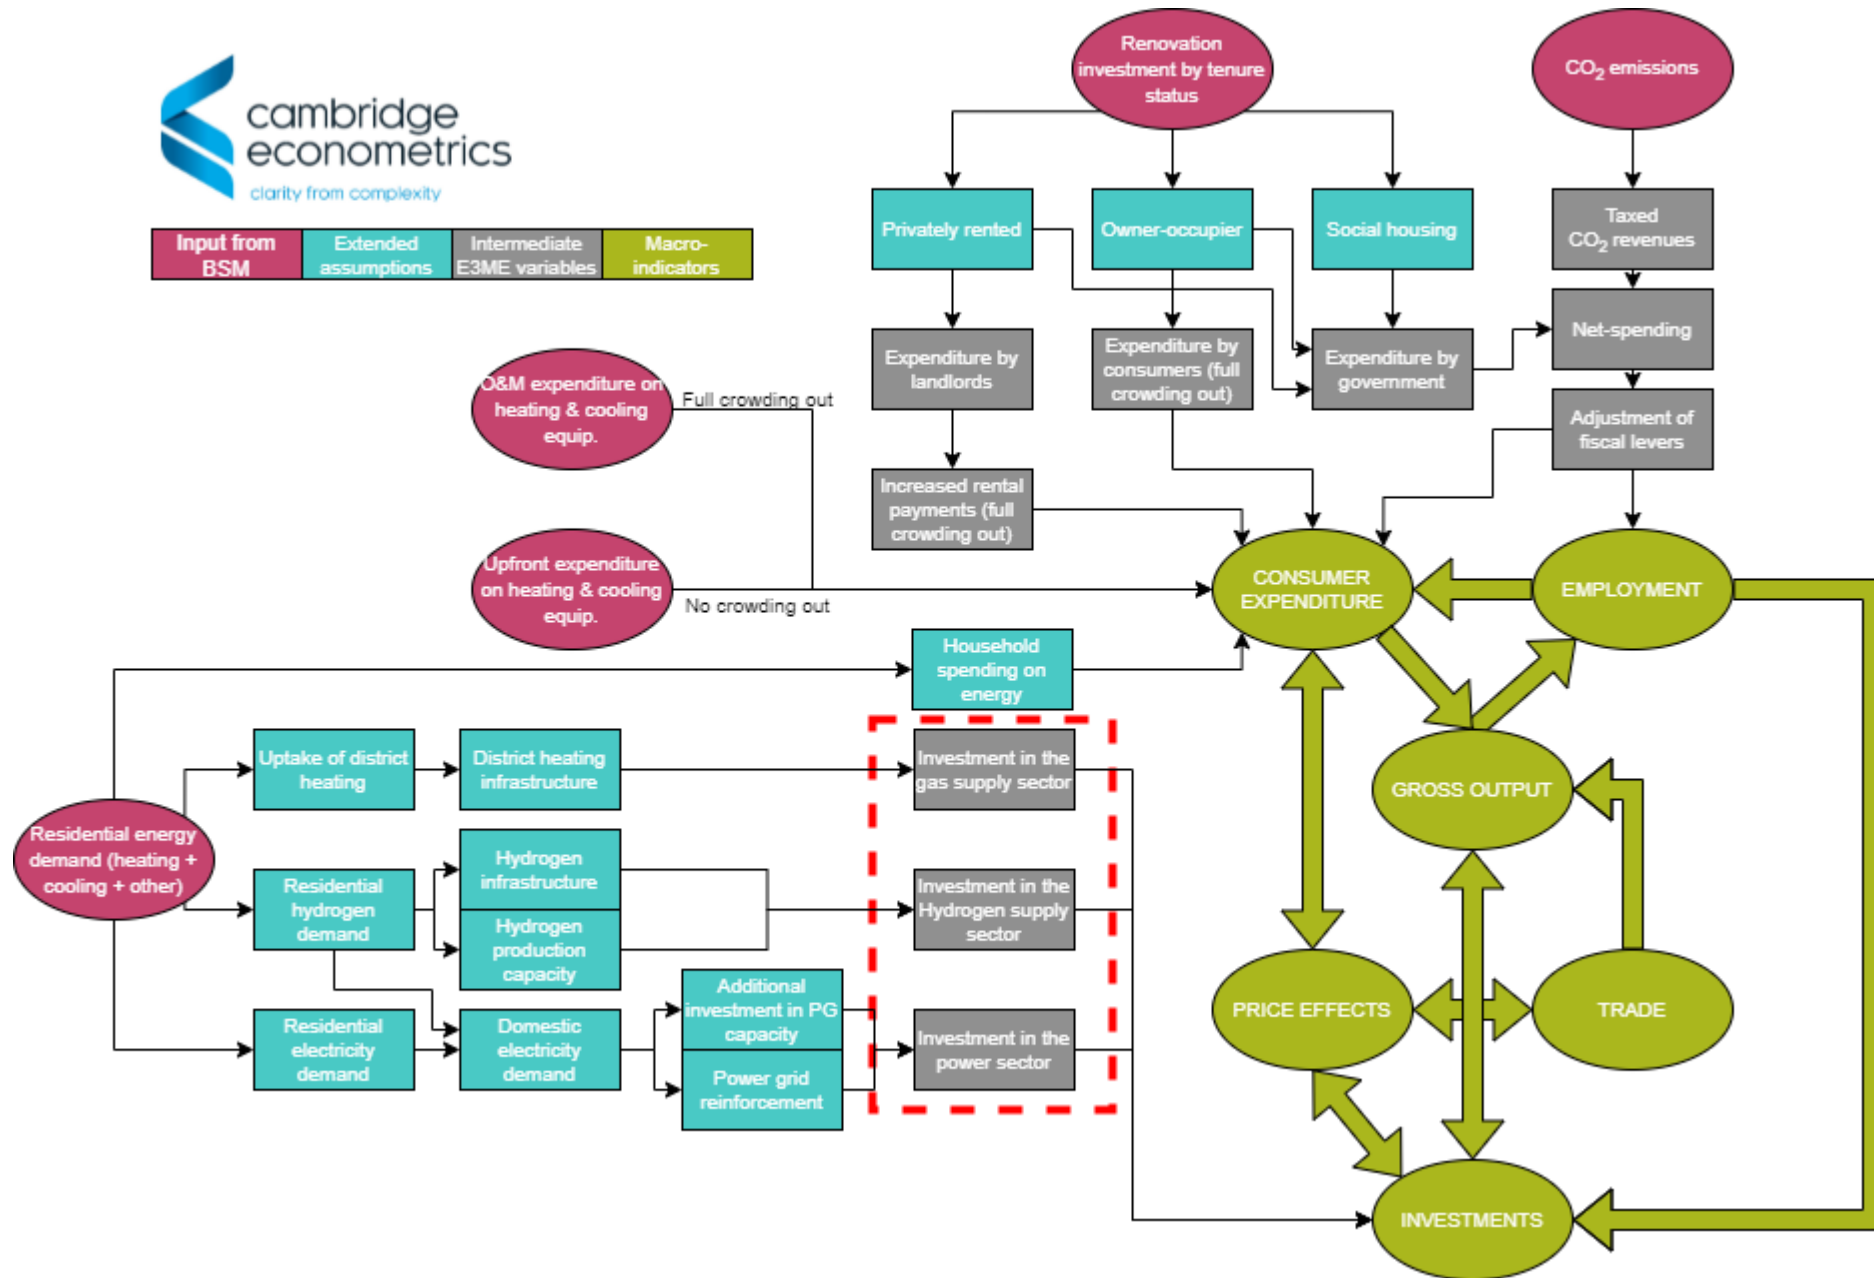 Renovation
investment by tenure
status
CO₂ emissions
cambridge
econometrics
clarity from complexity
Input from
BSM
Extended
assumptions
Intermediate
E3ME variables
Macro-
indicators
Privately rented
Owner-occupier
Social housing
Taxed
CO₂ revenues
Net-spending
Expenditure by
landlords
Expenditure by
consumers (full
crowding out)
Expenditure by
government
Adjustment of
fiscal levers
O&M expenditure on
heating & cooling
equip.
Full crowding out
Increased rental
payments (full
crowding out)
Upfront expenditure
on heating & cooling
equip.
No crowding out
CONSUMER
EXPENDITURE
EMPLOYMENT
Household
spending on
energy
Uptake of district
heating
District heating
infrastructure
Investment in the
gas supply sector
GROSS OUTPUT
Residential energy
demand (heating +
cooling + other)
Residential
hydrogen
demand
Hydrogen
infrastructure
Hydrogen
production
capacity
Investment in the
Hydrogen supply
sector
Residential
electricity
demand
Domestic
electricity
demand
Additional
investment in PG
capacity
Power grid
reinforcement
Investment in the
power sector
PRICE EFFECTS
TRADE
INVESTMENTS